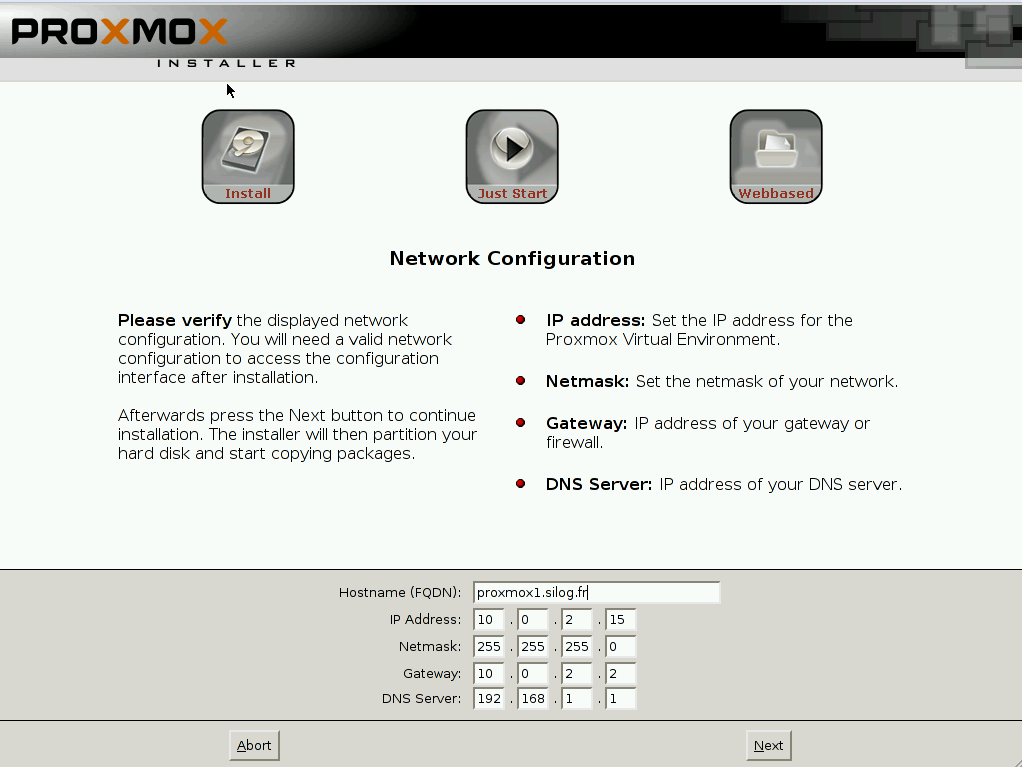 PROXMOX
INSTALLER
Install
Just Start
Webbased
Network Configuration
Please verify the displayed network
configuration. You will need a valid network
configuration to access the configuration
interface after installation.
Afterwards press the Next button to continue
installation. The installer will then partition your
hard disk and start copying packages.
IP address: Set the IP address for the
Proxmox Virtual Environment.
Netmask: Set the netmask of your network.
Gateway: IP address of your gateway or
firewall.
DNS Server: IP address of your DNS server.
Hostname (FQDN): proxmox1.silog.fr
IP Address: 10 . 0 . 2 . 15
Netmask: 255 . 255 . 255 . 0
Gateway: 10 . 0 . 2 . 2
DNS Server: 192 . 168 . 1 . 1
Abort
Next